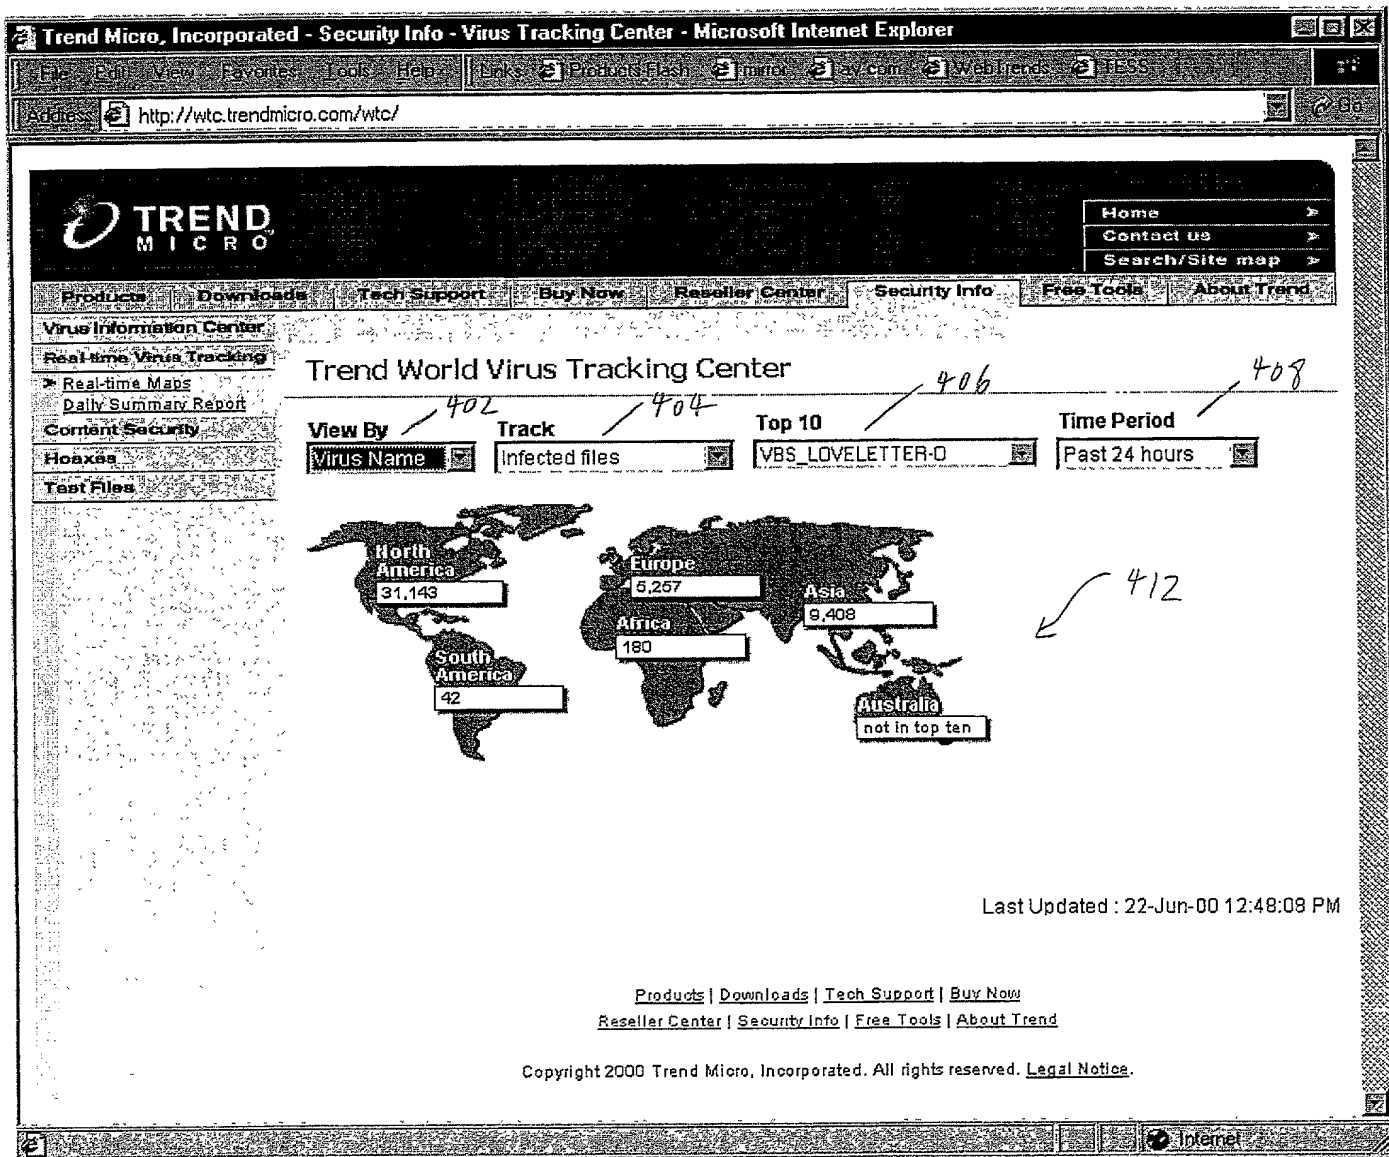 Trend Micro, Incorporated - Security Info - Virus Tracking Center - Microsoft Internet Explorer
File Edit View Favorites Tools Help Links Products Flash mirror av.com WebTrends TESS
Address http://wtc.trendmicro.com/wtc/ Go
TREND MICRO
Home
Contact us
Search/Site map
Products Downloads Tech Support Buy Now Reseller Center Security Info Free Tools About Trend
Virus Information Center
Real-time Virus Tracking
Real-time Maps
Daily Summary Report
Content Security
Hoaxes
Test Files
Trend World Virus Tracking Center
402 404 406 408
View By Track Top 10 Time Period
Virus Name Infected files VBS_LOVELETTER-O Past 24 hours
North America
31,143
Europe
5,257
Asia
9,408
Africa
180
South America
42
Australia
not in top ten
412
Last Updated : 22-Jun-00 12:48:08 PM
Products | Downloads | Tech Support | Buy Now
Reseller Center | Security Info | Free Tools | About Trend
Copyright 2000 Trend Micro, Incorporated. All rights reserved. Legal Notice.
Internet